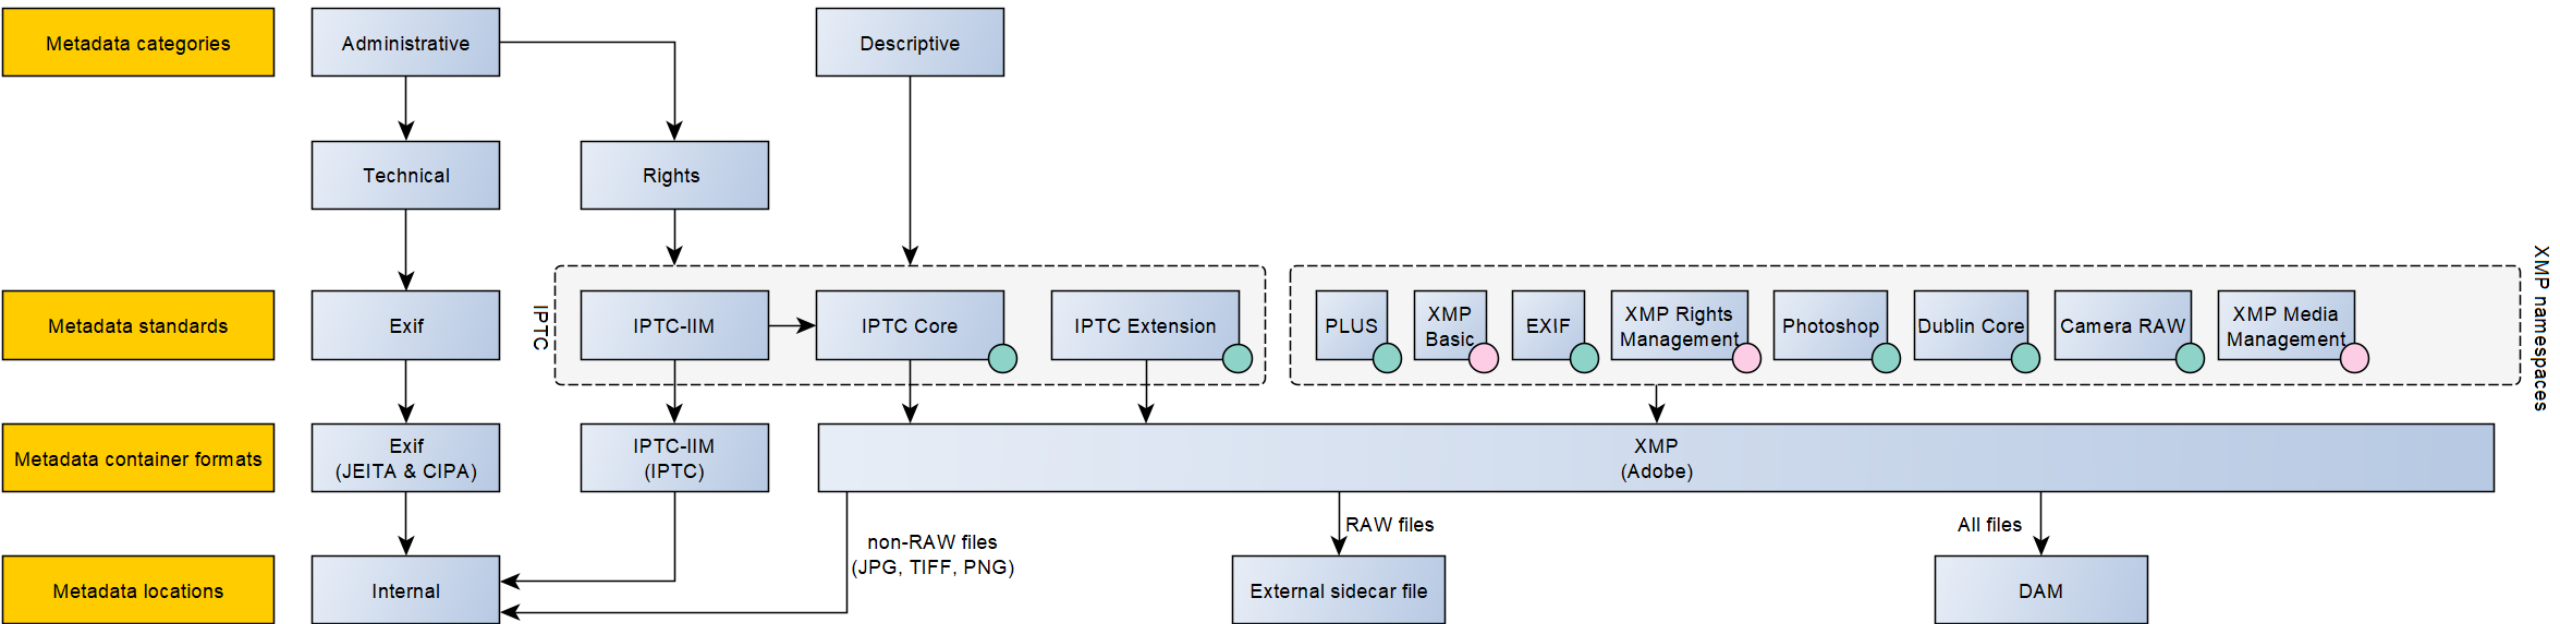 Metadata categories
Administrative
Descriptive
Technical
Rights
XMP namespaces
IPTC
Metadata standards
Exif
IPTC-IIM
IPTC Core
IPTC Extension
PLUS
XMP
Basic
EXIF
XMP Rights
Management
Photoshop
Dublin Core
Camera RAW
XMP Media
Management
Metadata container formats
Exif
(JEITA & CIPA)
IPTC-IIM
(IPTC)
XMP
(Adobe)
non-RAW files
(JPG, TIFF, PNG)
RAW files
All files
Metadata locations
Internal
External sidecar file
DAM